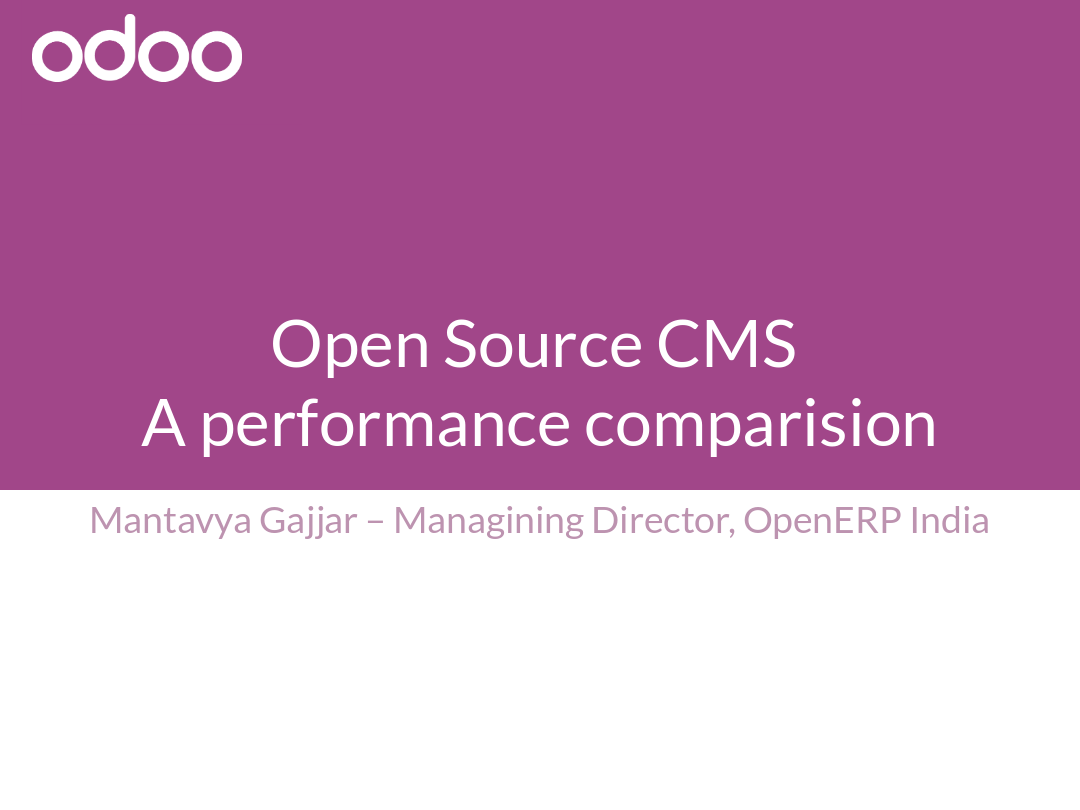 odoo
Open Source CMS
A performance comparision
Mantavya Gajjar – Managining Director, OpenERP India